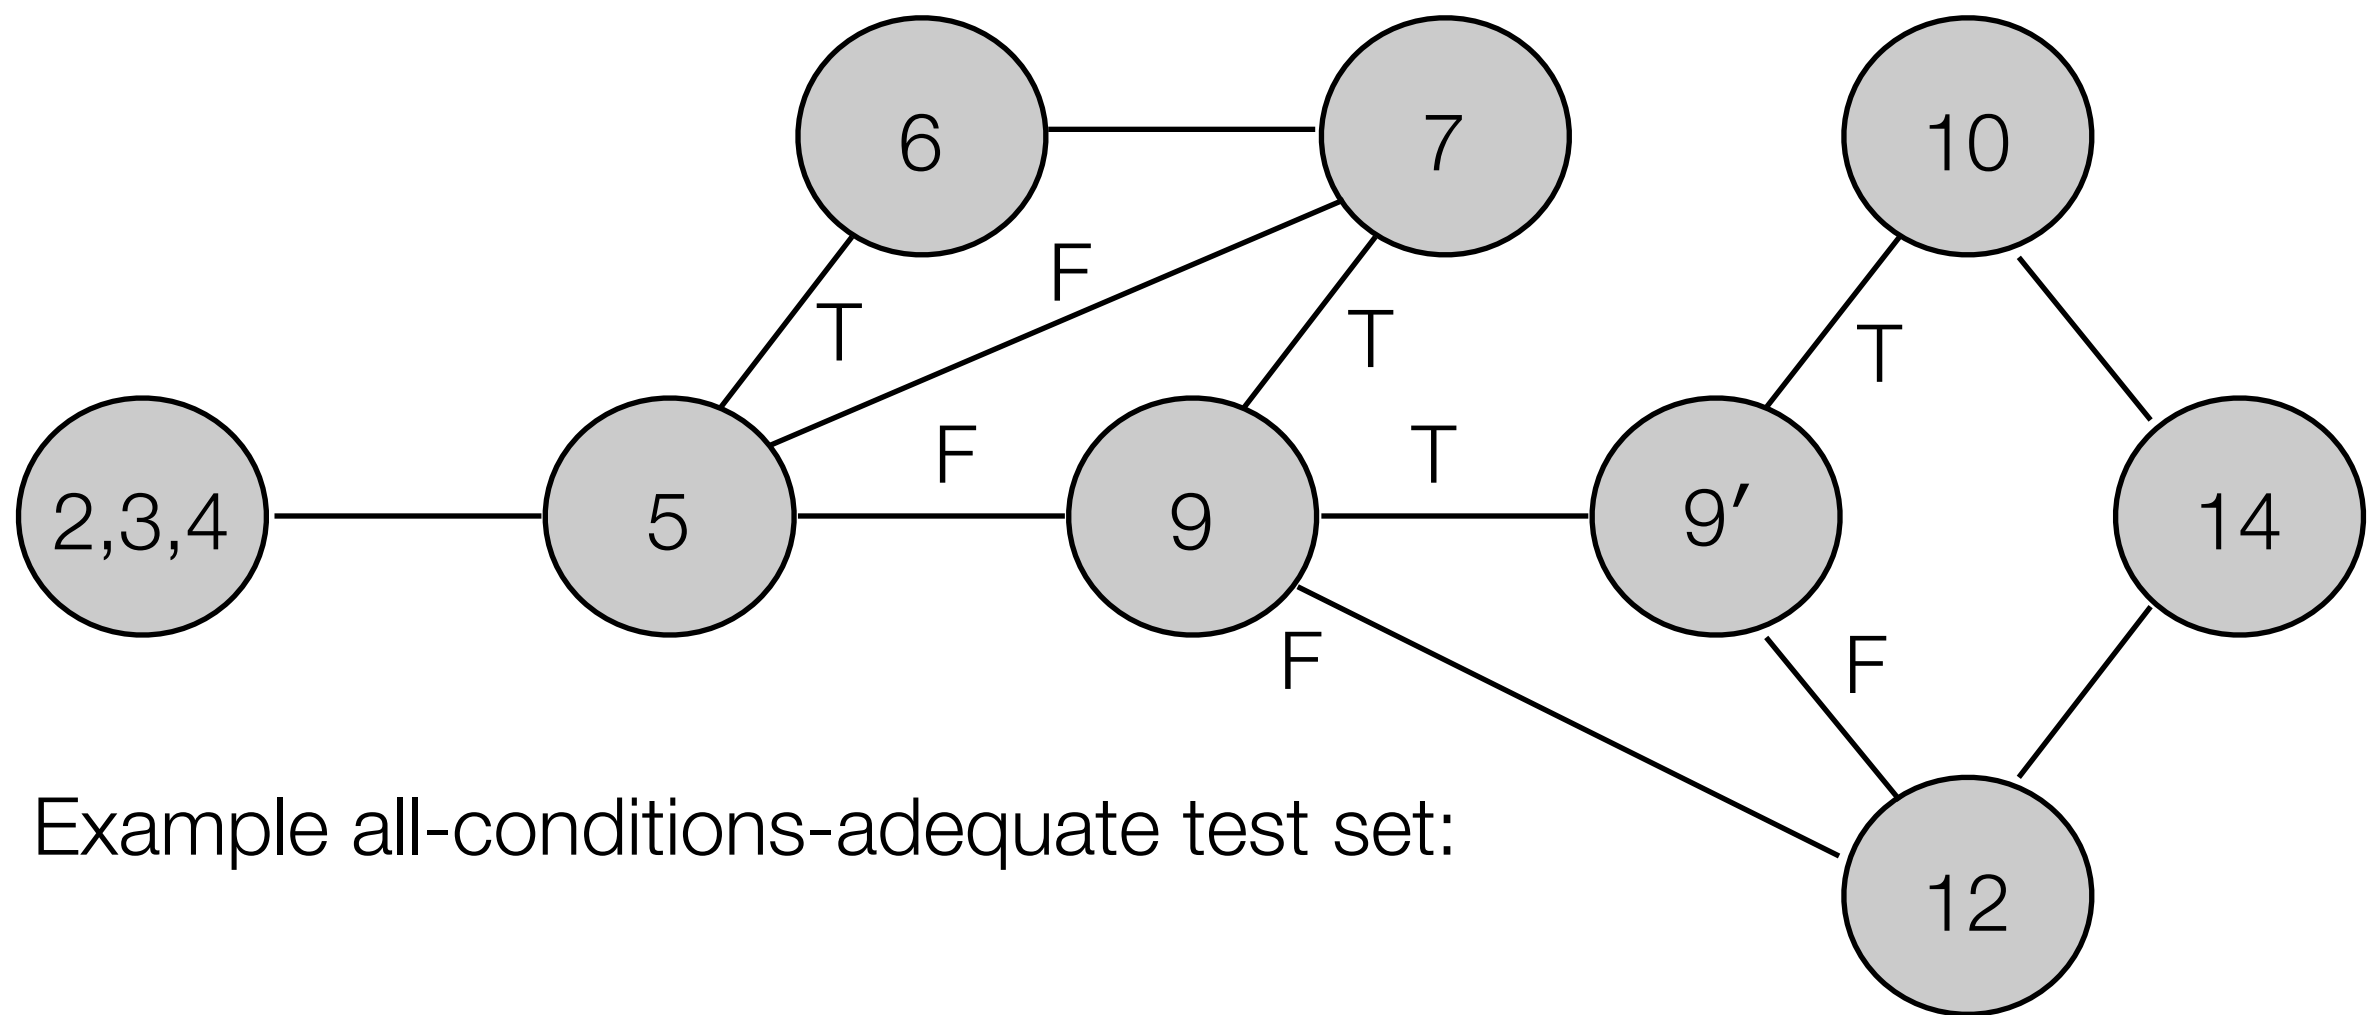 6
7
10
F
T
T
T
F
T
2,3,4
5
9
9′
14
F
F
Example all-conditions-adequate test set:
12